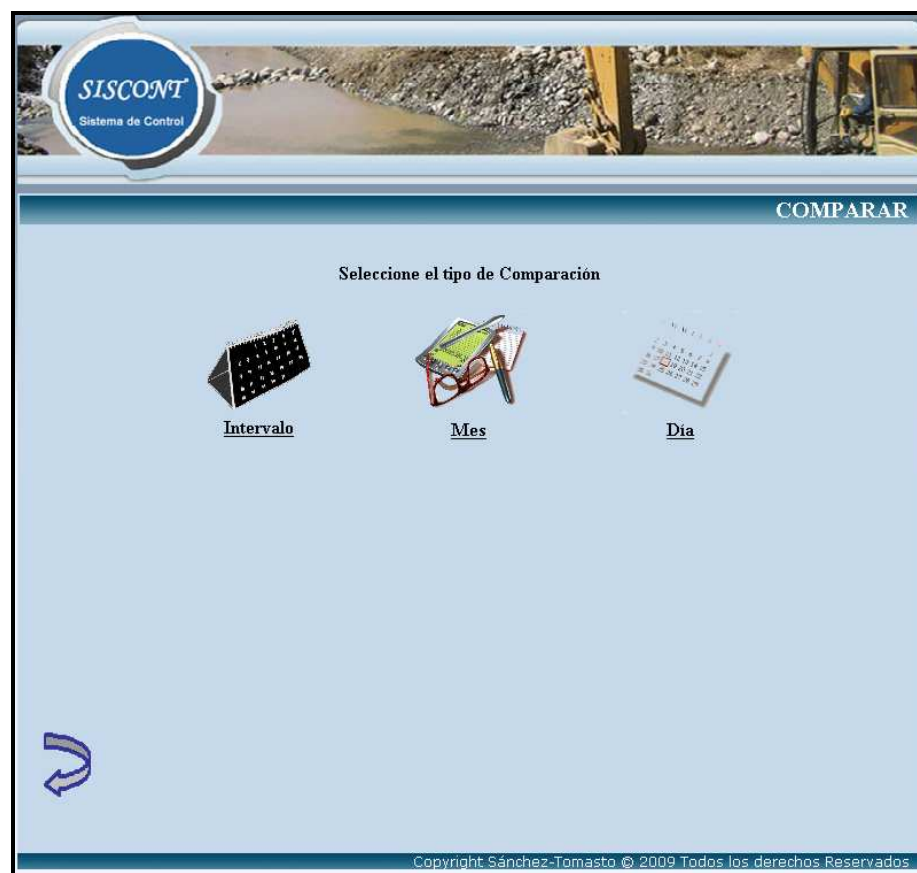 SISCONT
Sistema de Control
COMPARAR
Seleccione el tipo de Comparación
Intervalo
Mes
Día
Copyright Sánchez-Tomasto © 2009 Todos los derechos Reservados